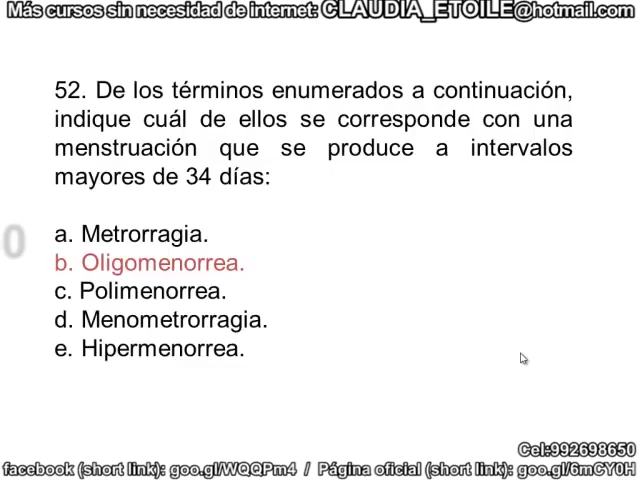 Más cursos sin necesidad de internet: CLAUDIA_ETOILE@hotmail.com
52. De los términos enumerados a continuación,
indique cuál de ellos se corresponde con una
menstruación que se produce a intervalos
mayores de 34 días:
0
a. Metrorragia.
b. Oligomenorrea.
c. Polimenorrea.
d. Menometrorragia.
e. Hipermenorrea.
Cel:992698650
facebook (short link): goo.gl/WQQPm4 / Página oficial (short link): goo.gl/6mCY0H